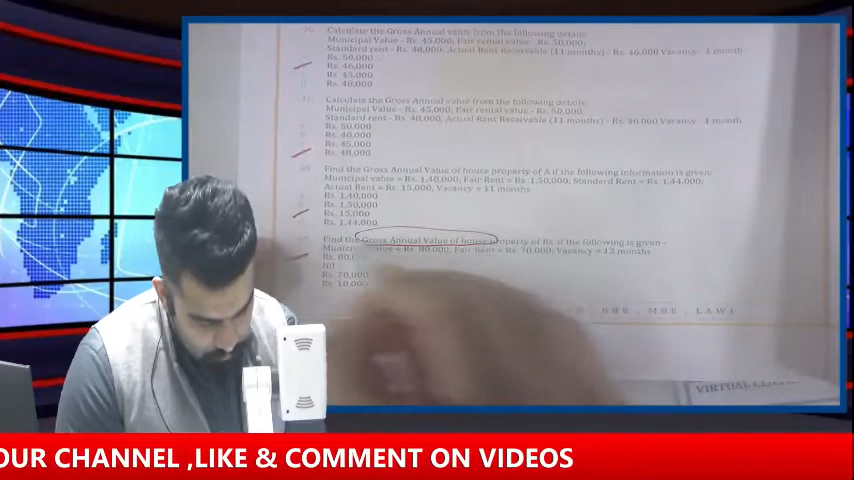 Calculate the Gross Annual value from the following details:
Municipal Value - Rs. 45,000; Fair rental value - Rs. 50,000;
Standard rent - Rs. 48,000, Actual Rent Receivable (11 months) - Rs. 46.000 Vacancy - 1 month
Rs. 50,000
Rs. 46,000
Rs. 45,000
Rs. 48,000
Calculate the Gross Annual value from the following details:
Municipal Value - Rs. 45,000; Fair rental value - Rs. 50,000;
Standard rent - Rs. 48,000, Actual Rent Receivable (11 months) - Rs. 40.000 Vacancy - 1 month
Rs. 50,000
Rs. 40,000
Rs. 45,000
Rs. 48,000
Find the Gross Annual Value of house property of A if the following information is given:
Municipal value = Rs. 1,40,000; Fair Rent = Rs. 1,50,000; Standard Rent = Rs. 1,44,000;
Actual Rent = Rs. 15,000; Vacancy = 11 months
Rs. 1,40,000
Rs. 1,50,000
Rs. 15,000
Rs. 1,44,000
Find the Gross Annual Value of house property of Rs. if the following is given -
Rs. 80,000; Fair Rent = Rs. 70,000; Vacancy = 12 months
Nil
Rs. 70,000
Rs. 10,000
MBE, LAW)
VIRTUAL
OUR CHANNEL ,LIKE & COMMENT ON VIDEOS